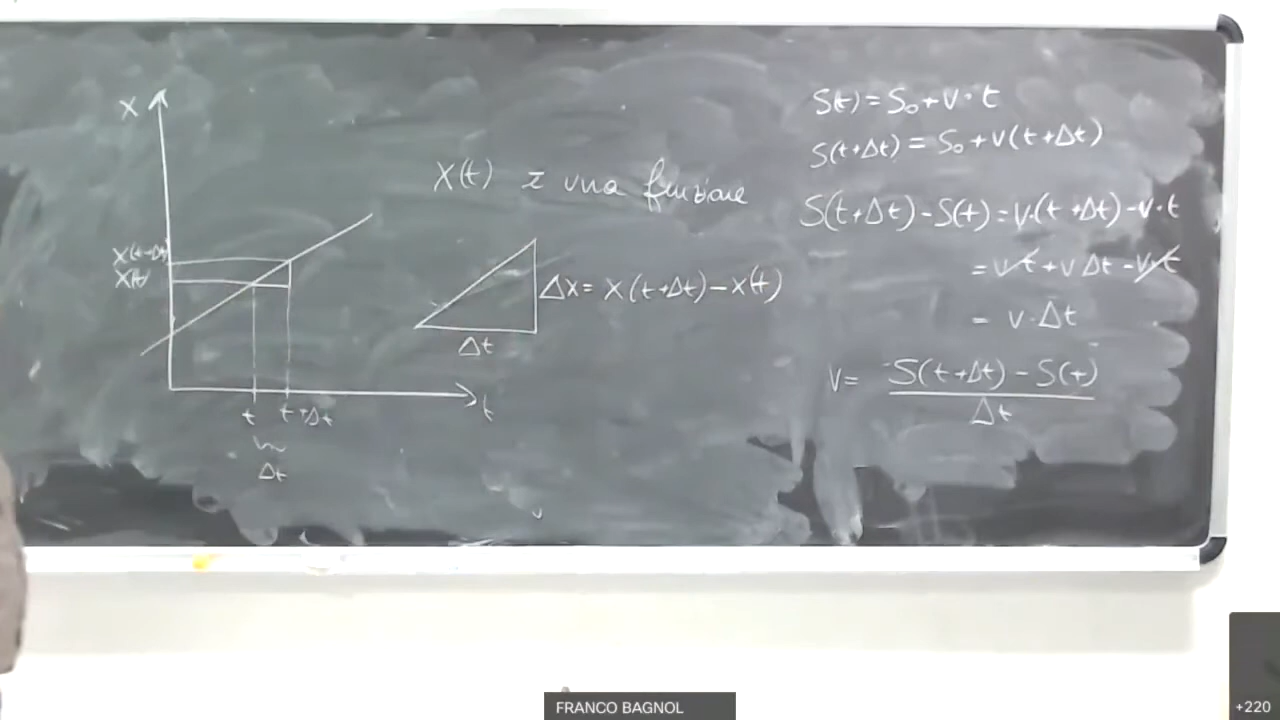 X
X(t+Δt)
X(t)
t
t+Δt
Δt
t
X(t) è una funzione
ΔX = X(t+Δt) - X(t)
Δt
S(t) = S₀ + V · t
S(t+Δt) = S₀ + V(t+Δt)
S(t+Δt) - S(t) = V·(t+Δt) - V·t
= V·t + V Δt - V·t
= V·Δt
V = S(t+Δt) - S(t)
Δt
FRANCO BAGNOL
+220